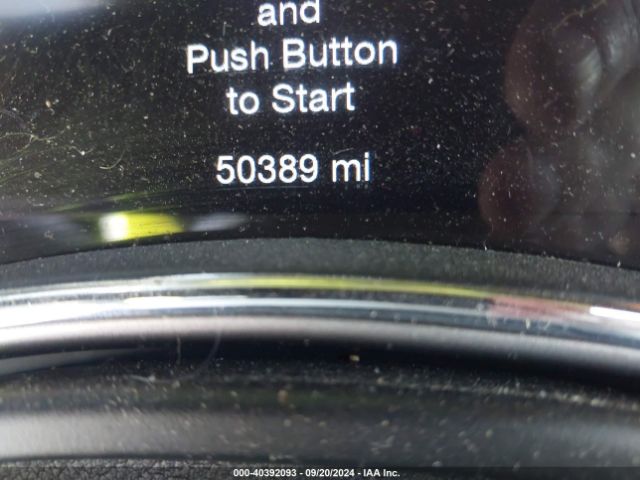 and
Push Button
to Start
50389 mi
000-40392093 - 09/20/2024 - IAA Inc.